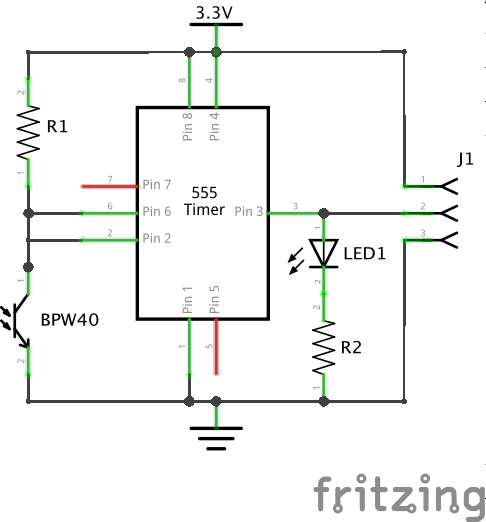 3.3V
8
4
2
R1
Pin 8
Pin 4
1
J1
7
Pin 7
555
Timer
1
6
Pin 6
Pin 3
3
2
2
Pin 2
3
1
LED1
1
2
BPW40
Pin 1
Pin 5
2
R2
2
1
5
1
fritzing